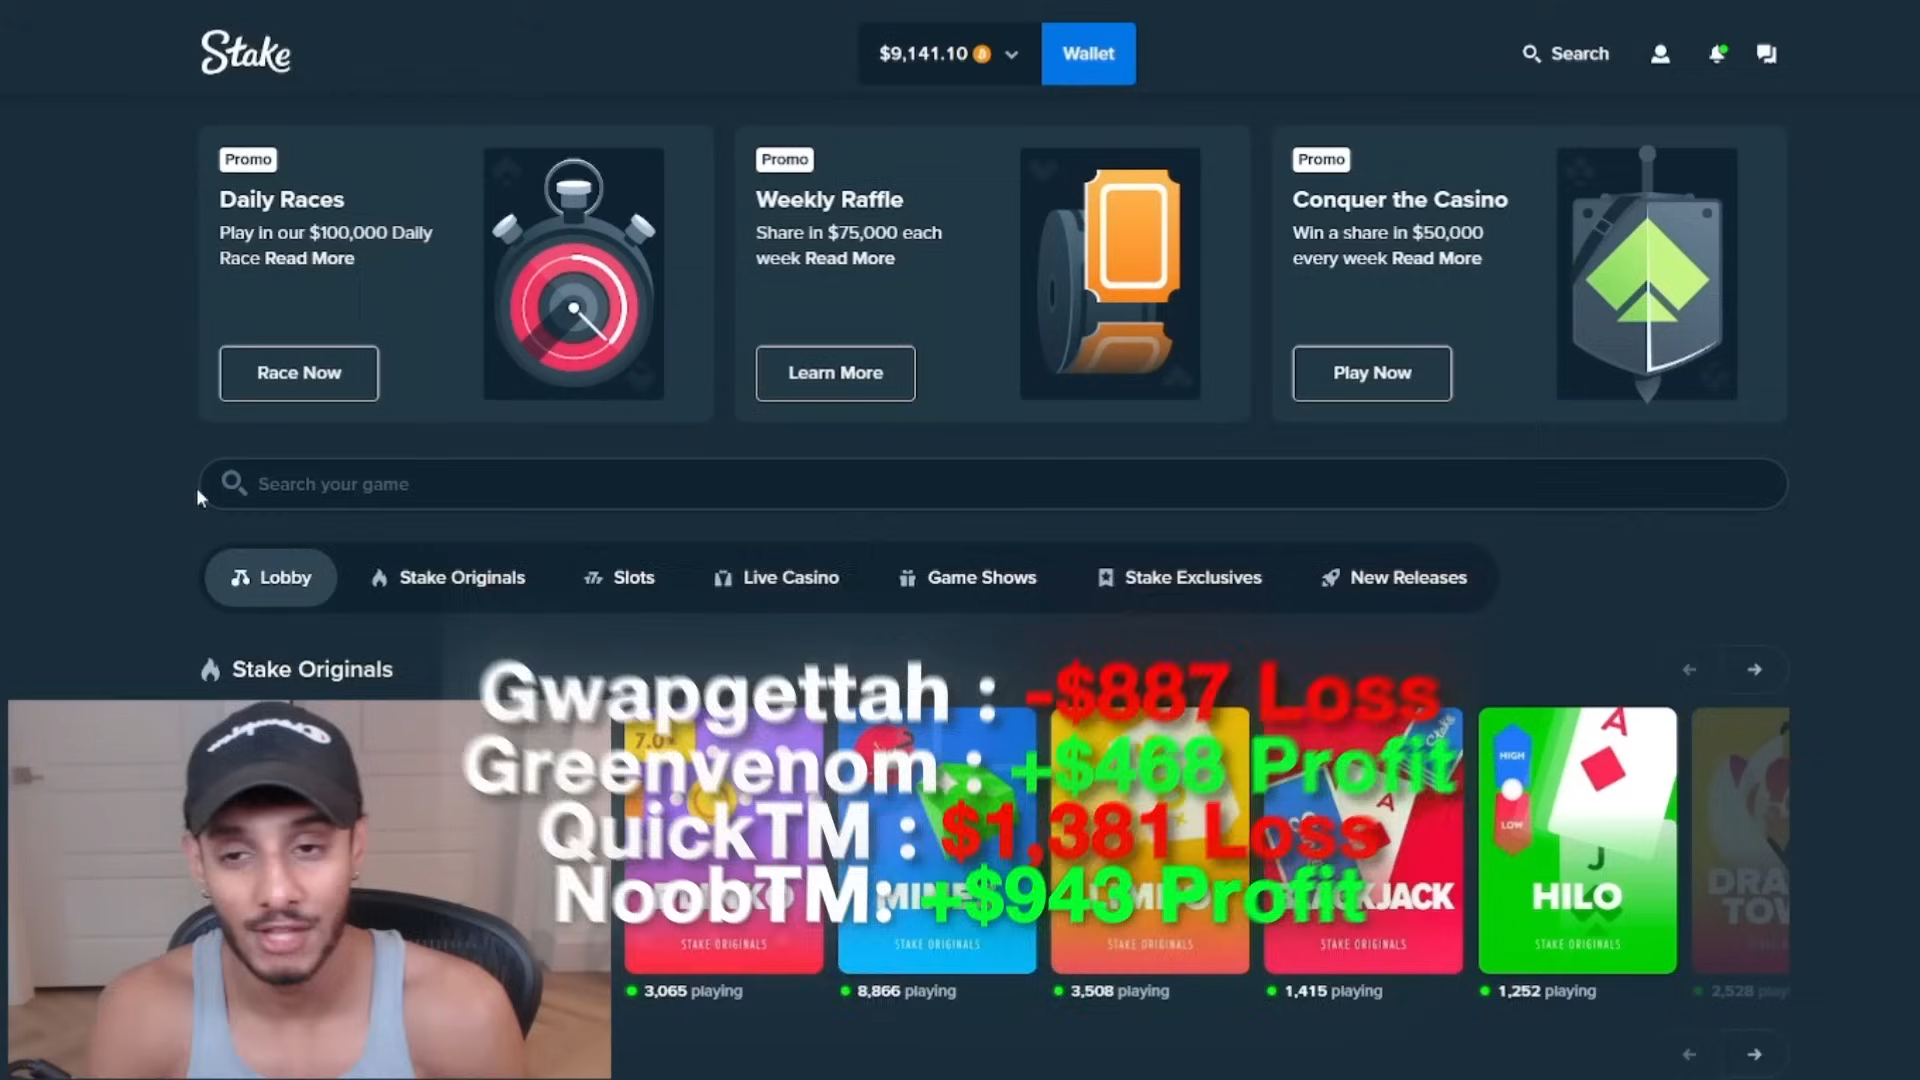 Stake
$9,141.10
Wallet
Search
Promo
Daily Races
Play in our $100,000 Daily
Race Read More
Race Now
Promo
Weekly Raffle
Share in $75,000 each
week Read More
Learn More
Promo
Conquer the Casino
Win a share in $50,000
every week Read More
Play Now
Search your game
Lobby
Stake Originals
Slots
Live Casino
Game Shows
Stake Exclusives
New Releases
Stake Originals
Gwapgettah : -$887 Loss
Greenvenom : +$468 Profit
QuickTM : $1,381 Loss
NoobTM: +$943 Profit
STAKE ORIGINALS
3,065 playing
STAKE ORIGINALS
8,866 playing
STAKE ORIGINALS
3,508 playing
A
STAKE ORIGINALS
1,415 playing
HIGH
LOW
A
J
HILO
STAKE ORIGINALS
1,252 playing
2,528